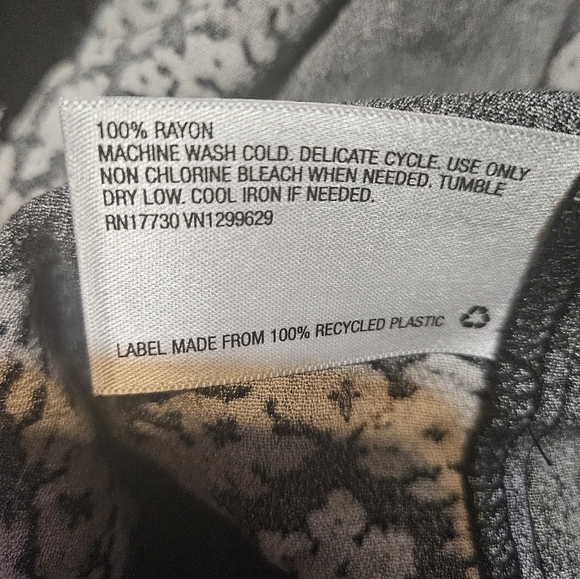 100% RAYON
MACHINE WASH COLD. DELICATE CYCLE. USE ONLY
NON CHLORINE BLEACH WHEN NEEDED. TUMBLE
DRY LOW. COOL IRON IF NEEDED.
RN17730 VN1299629
LABEL MADE FROM 100% RECYCLED PLASTIC